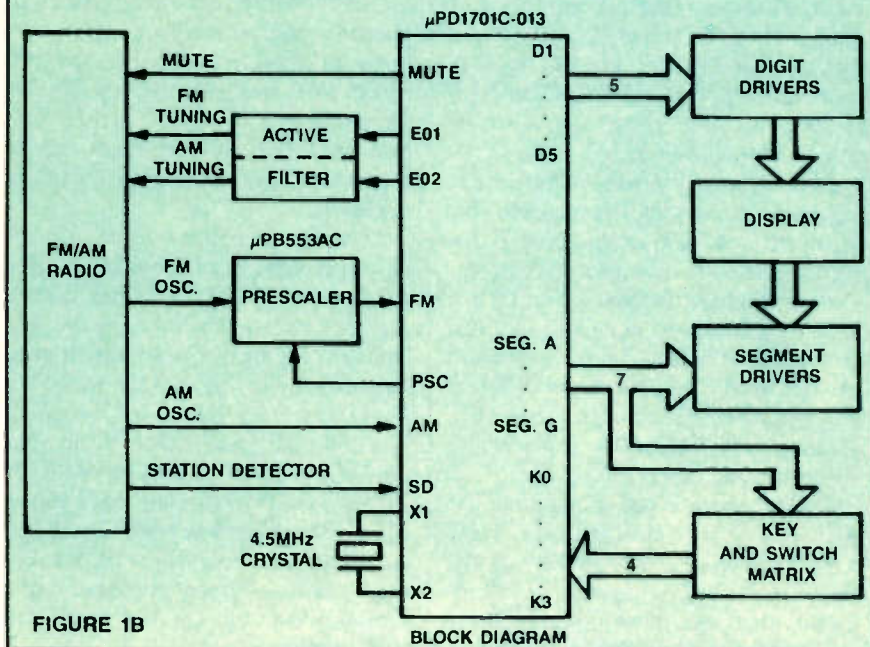 μPD1701C-013
MUTE
FM
TUNING
AM
TUNING
ACTIVE
FILTER
FM/AM
RADIO
μPB553AC
FM
OSC.
PRESCALER
AM
OSC.
STATION DETECTOR
4.5MHz
CRYSTAL
MUTE
E01
E02
FM
PSC
AM
SD
X1
X2
D1
D5
SEG. A
SEG. G
K0
K3
5
7
4
DIGIT
DRIVERS
DISPLAY
SEGMENT
DRIVERS
KEY
AND SWITCH
MATRIX
FIGURE 1B
BLOCK DIAGRAM